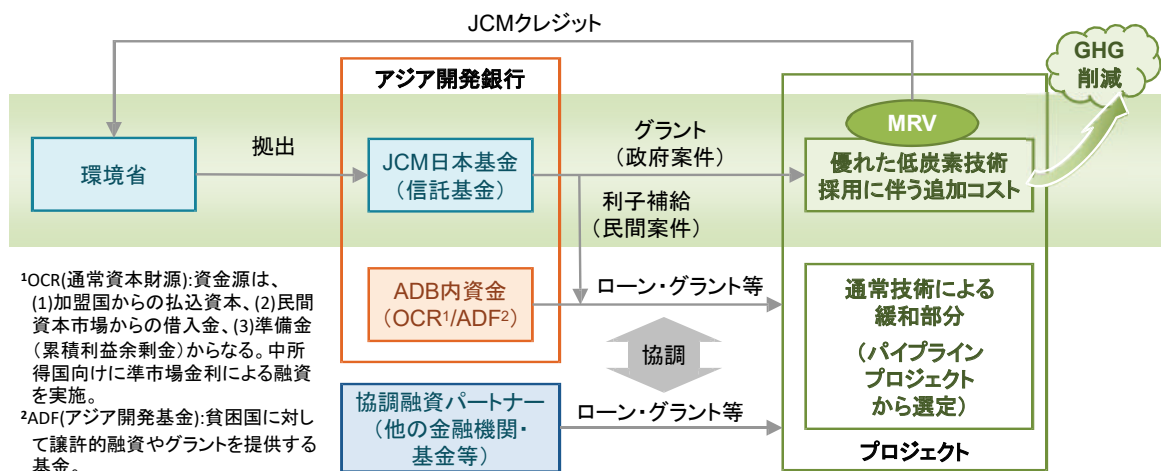 JCMクレジット
GHG
削減
アジア開発銀行
MRV
環境省
拠出
JCM日本基金
（信託基金）
グラント
（政府案件）
優れた低炭素技術
採用に伴う追加コスト
利子補給
（民間案件）
¹OCR(通常資本財源):資金源は、
(1)加盟国からの払込資本、(2)民間
資本市場からの借入金、(3)準備金
（累積利益余剰金）からなる。中所
得国向けに準市場金利による融資
を実施。
²ADF(アジア開発基金):貧困国に対し
て譲許的融資やグラントを提供する
基金。
ADB内資金
（OCR¹/ADF²）
ローン・グラント等
協調
協調融資パートナー
（他の金融機関・
基金等）
ローン・グラント等
通常技術による
緩和部分
（パイプライン
プロジェクト
から選定）
プロジェクト